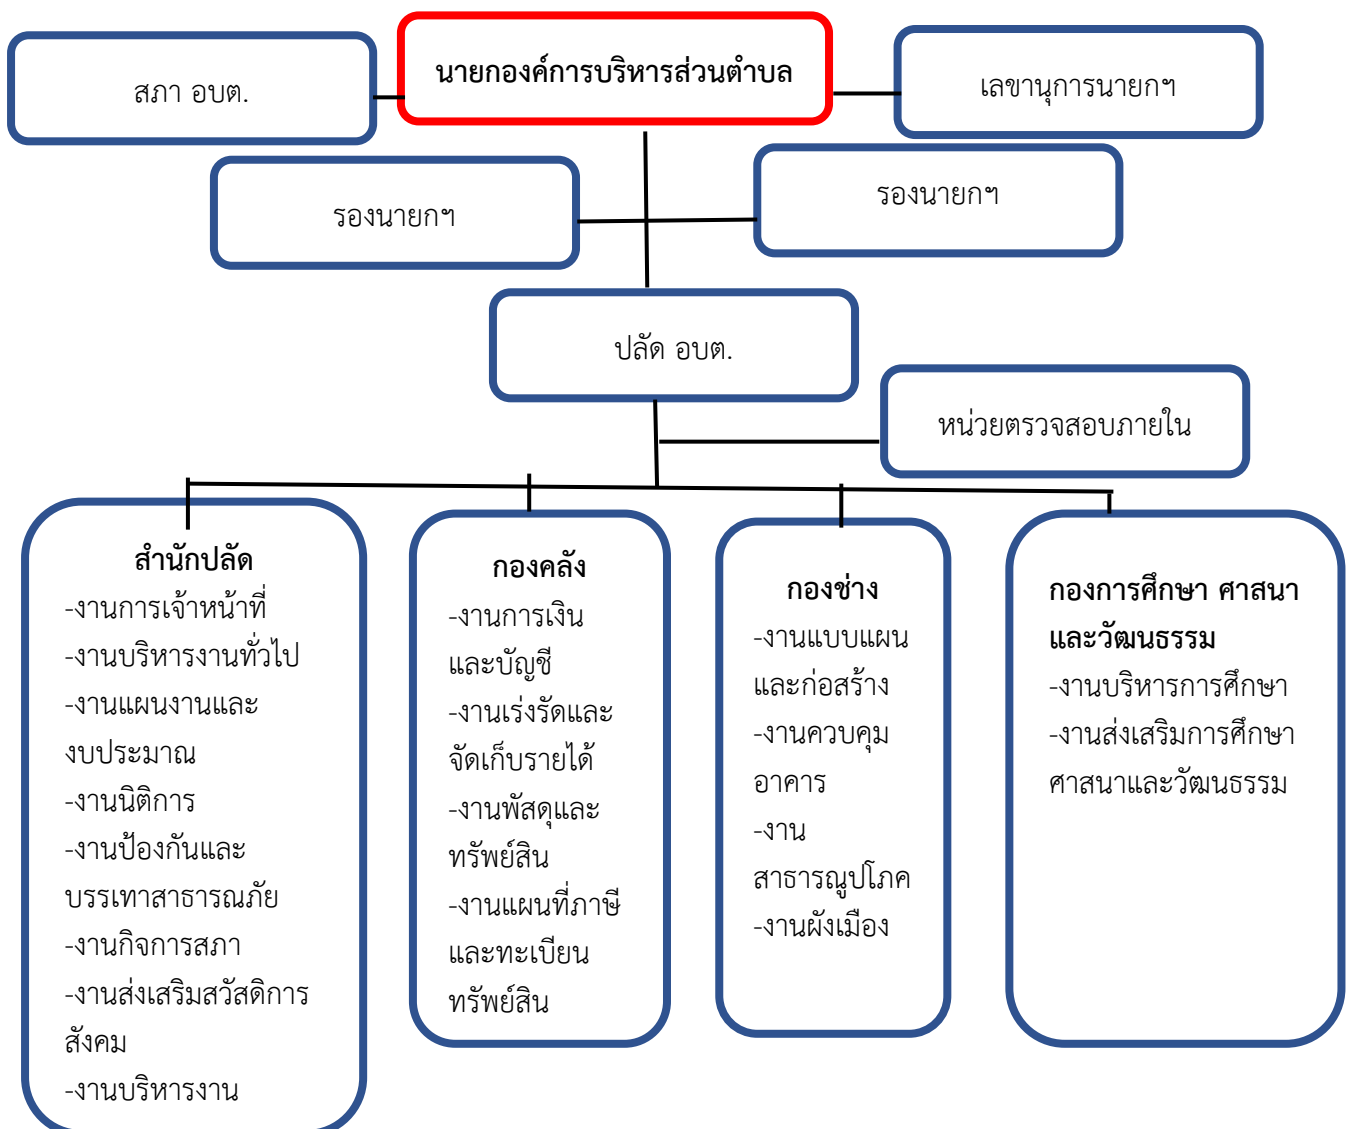 นายกองค์การบริหารส่วนตำบล
สภา อบต.
เลขานุการนายกฯ
รองนายกฯ
รองนายกฯ
ปลัด อบต.
หน่วยตรวจสอบภายใน
สำนักปลัด
-งานการเจ้าหน้าที่
-งานบริหารงานทั่วไป
-งานแผนงานและ
งบประมาณ
-งานนิติการ
-งานป้องกันและ
บรรเทาสาธารณภัย
-งานกิจการสภา
-งานส่งเสริมสวัสดิการ
สังคม
-งานบริหารงาน
กองคลัง
-งานการเงิน
และบัญชี
-งานเร่งรัดและ
จัดเก็บรายได้
-งานพัสดุและ
ทรัพย์สิน
-งานแผนที่ภาษี
และทะเบียน
ทรัพย์สิน
กองช่าง
-งานแบบแผน
และก่อสร้าง
-งานควบคุม
อาคาร
-งาน
สาธารณูปโภค
-งานผังเมือง
กองการศึกษา ศาสนา
และวัฒนธรรม
-งานบริหารการศึกษา
-งานส่งเสริมการศึกษา
ศาสนาและวัฒนธรรม